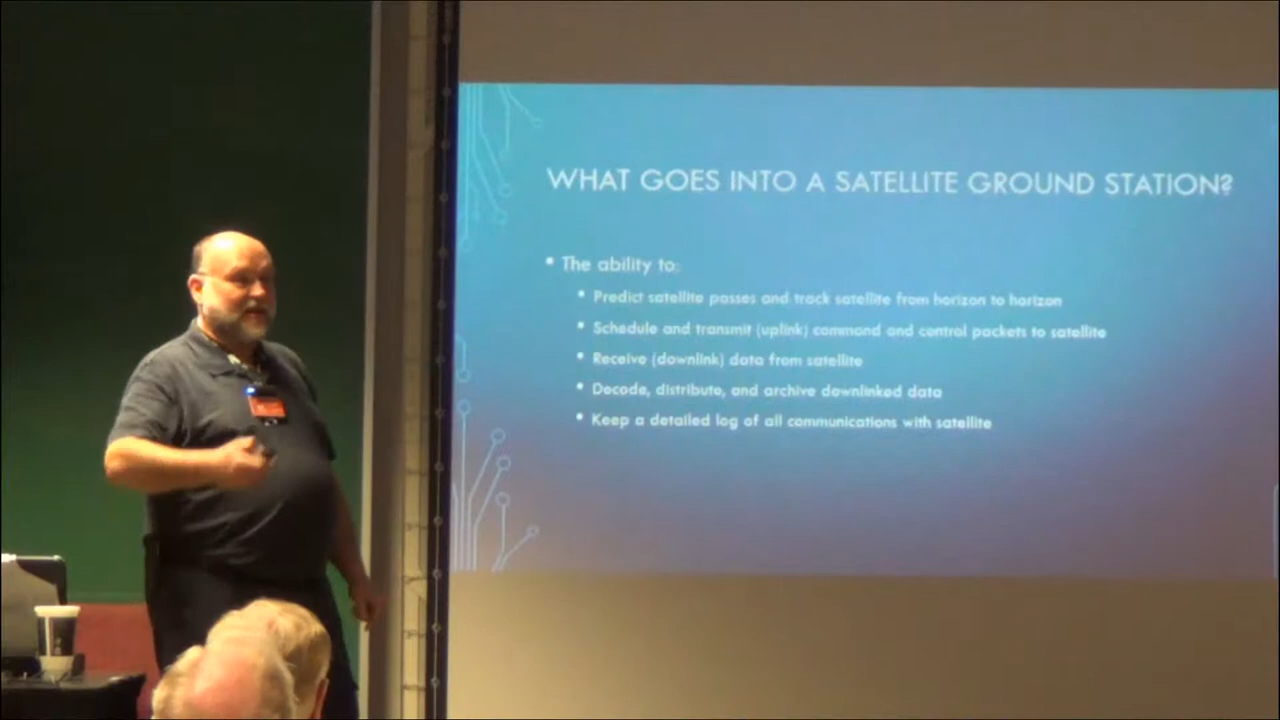 WHAT GOES INTO A SATELLITE GROUND STATION?
• The ability to:
• Predict satellite passes and track satellite from horizon to horizon
• Schedule and transmit (uplink) command and control packets to satellite
• Receive (downlink) data from satellite
• Decode, distribute, and archive downlinked data
• Keep a detailed log of all communications with satellite